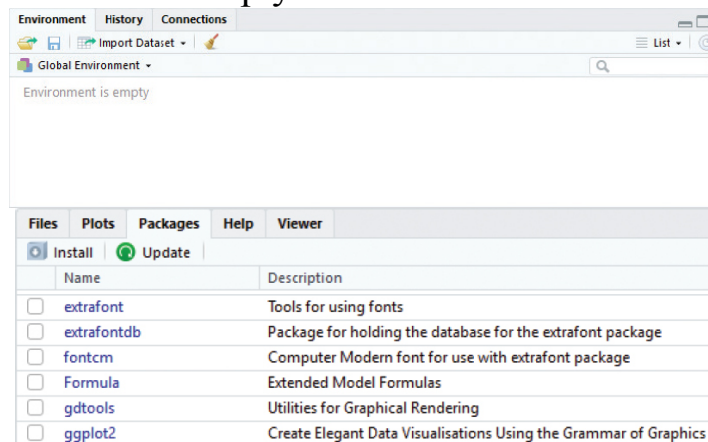 Environment History Connections
Import Dataset List
Global Environment
Environment is empty
Files Plots Packages Help Viewer
Install Update
Name Description
extrafont Tools for using fonts
extrafontdb Package for holding the database for the extrafont package
fontcm Computer Modern font for use with extrafont package
Formula Extended Model Formulas
gdtools Utilities for Graphical Rendering
ggplot2 Create Elegant Data Visualisations Using the Grammar of Graphics